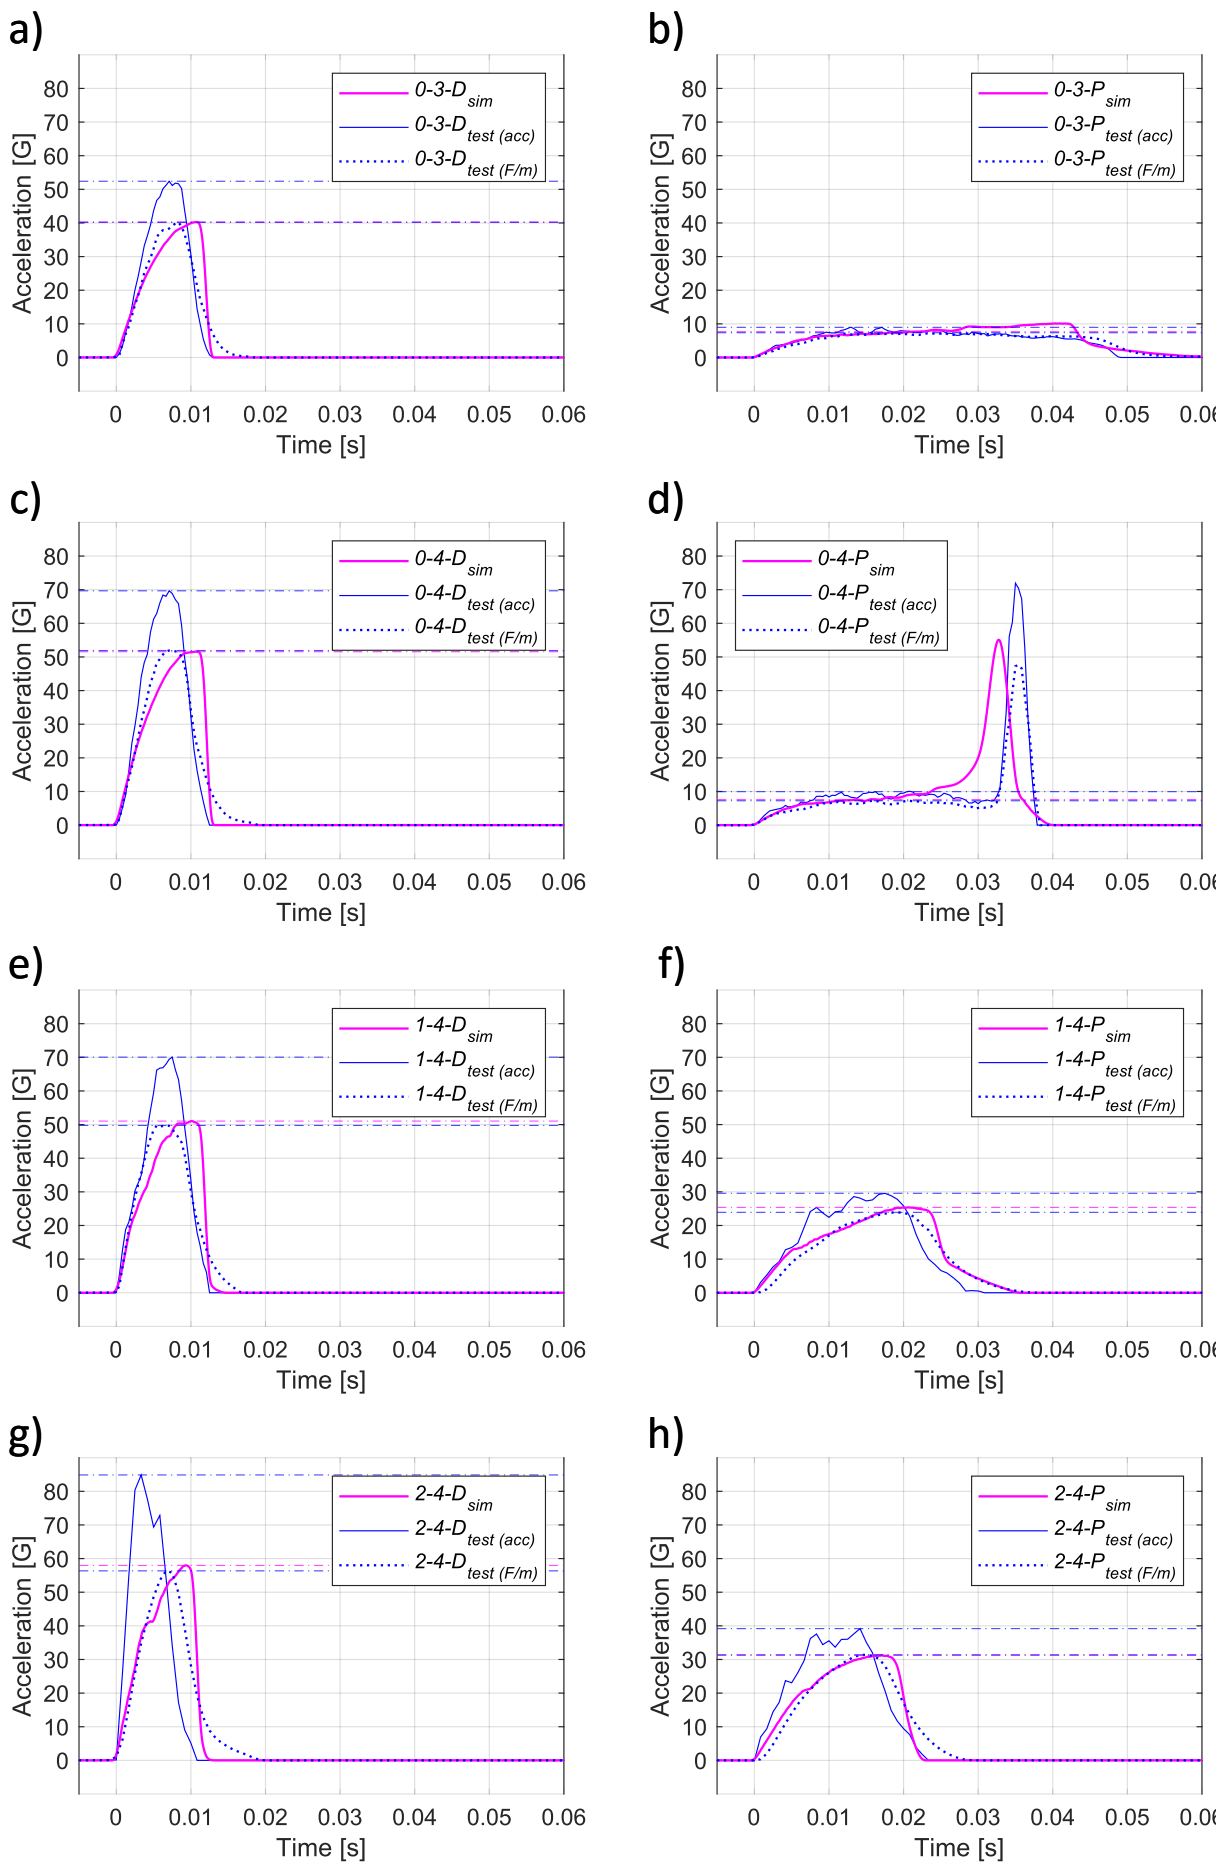 a)
80
70
60
50
40
30
20
10
0
Acceleration [G]
0-3-D sim
0-3-D test (acc)
0-3-D test (F/m)
0 0.01 0.02 0.03 0.04 0.05 0.06
Time [s]
b)
80
70
60
50
40
30
20
10
0
Acceleration [G]
0-3-P sim
0-3-P test (acc)
0-3-P test (F/m)
0 0.01 0.02 0.03 0.04 0.05 0.06
Time [s]
c)
80
70
60
50
40
30
20
10
0
Acceleration [G]
0-4-D sim
0-4-D test (acc)
0-4-D test (F/m)
0 0.01 0.02 0.03 0.04 0.05 0.06
Time [s]
d)
80
70
60
50
40
30
20
10
0
Acceleration [G]
0-4-P sim
0-4-P test (acc)
0-4-P test (F/m)
0 0.01 0.02 0.03 0.04 0.05 0.06
Time [s]
e)
80
70
60
50
40
30
20
10
0
Acceleration [G]
1-4-D sim
1-4-D test (acc)
1-4-D test (F/m)
0 0.01 0.02 0.03 0.04 0.05 0.06
Time [s]
f)
80
70
60
50
40
30
20
10
0
Acceleration [G]
1-4-P sim
1-4-P test (acc)
1-4-P test (F/m)
0 0.01 0.02 0.03 0.04 0.05 0.06
Time [s]
g)
80
70
60
50
40
30
20
10
0
Acceleration [G]
2-4-D sim
2-4-D test (acc)
2-4-D test (F/m)
0 0.01 0.02 0.03 0.04 0.05 0.06
Time [s]
h)
80
70
60
50
40
30
20
10
0
Acceleration [G]
2-4-P sim
2-4-P test (acc)
2-4-P test (F/m)
0 0.01 0.02 0.03 0.04 0.05 0.06
Time [s]